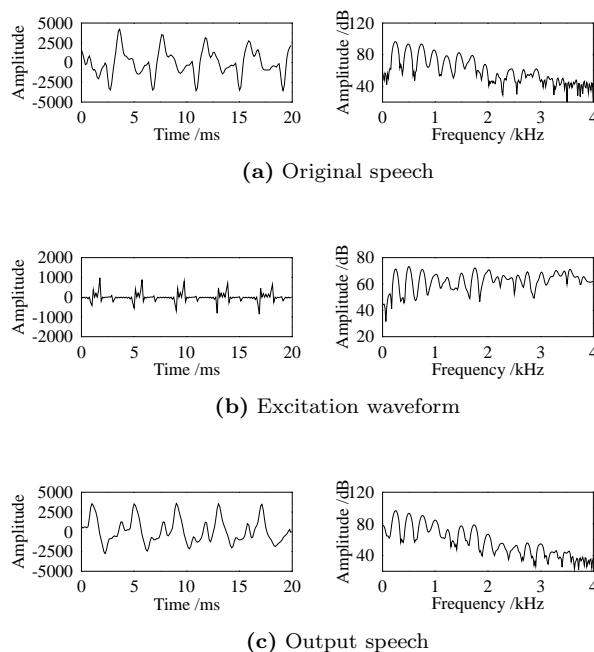 Amplitude
5000
2500
0
-2500
-5000
0 5 10 15 20
Time /ms
Amplitude /dB
120
80
40
0 1 2 3 4
Frequency /kHz
(a) Original speech
Amplitude
2000
1000
0
-1000
-2000
0 5 10 15 20
Time /ms
Amplitude /dB
80
60
40
20
0 1 2 3 4
Frequency /kHz
(b) Excitation waveform
Amplitude
5000
2500
0
-2500
-5000
0 5 10 15 20
Time /ms
Amplitude /dB
120
80
40
0 1 2 3 4
Frequency /kHz
(c) Output speech